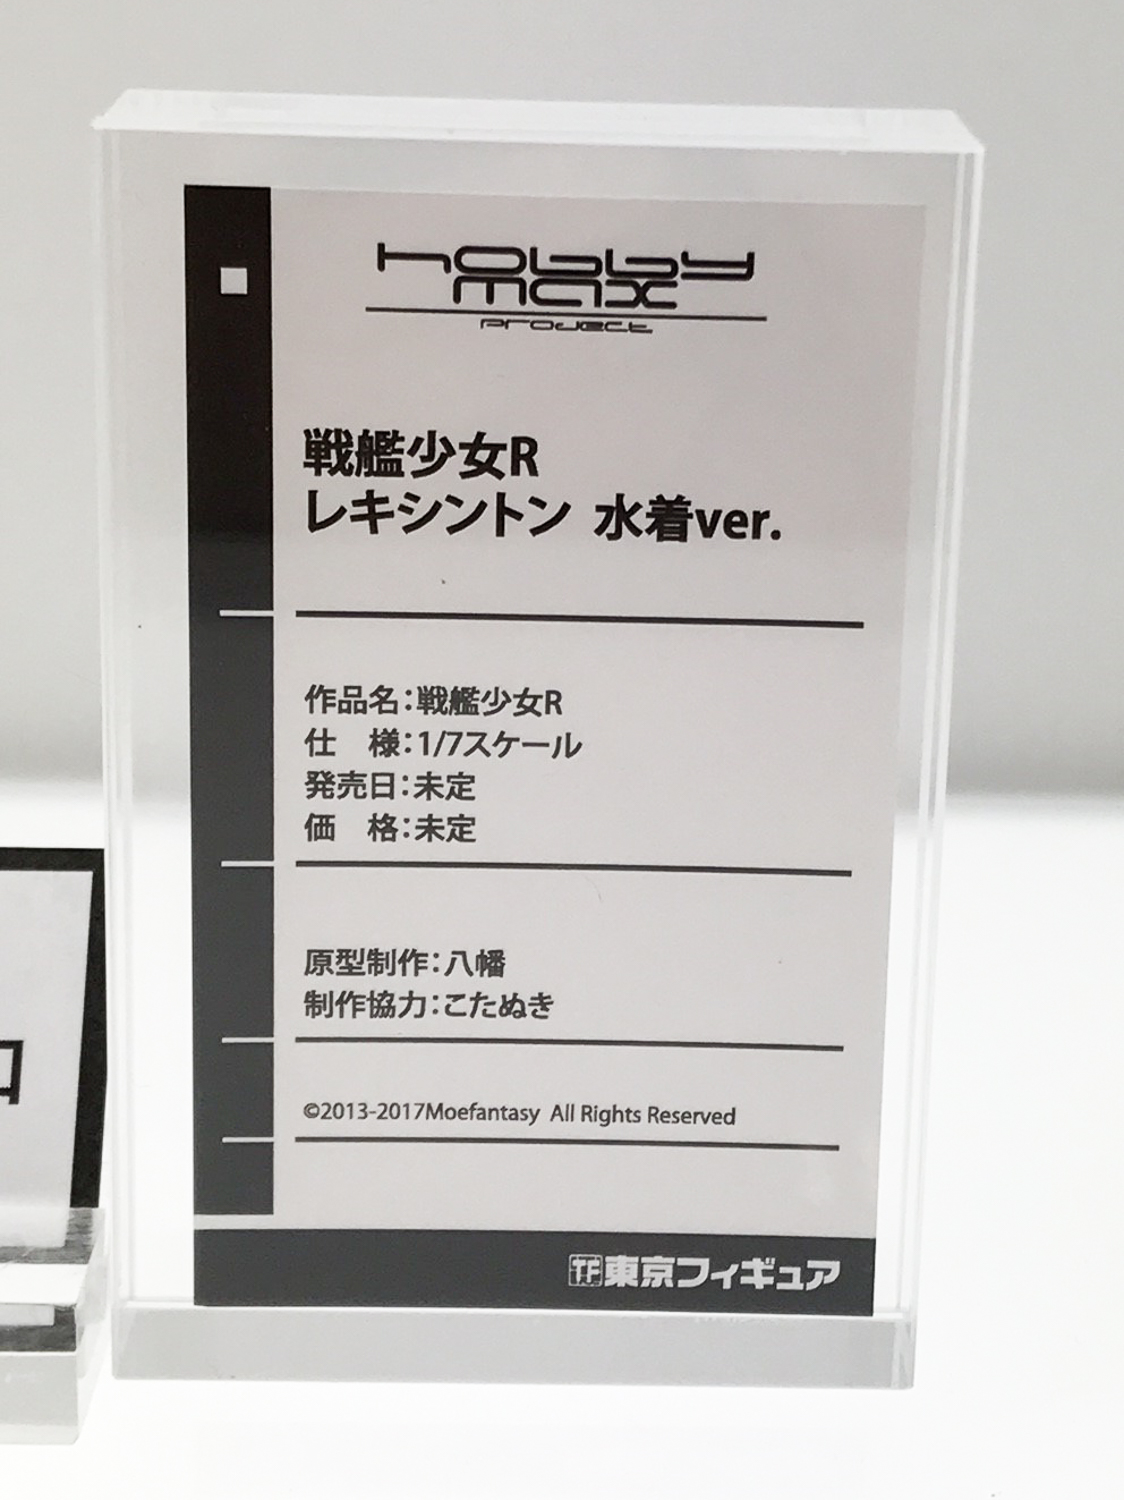 hobby
max
project
戦艦少女R
レキシントン 水着ver.
作品名：戦艦少女R
仕　様：1/7スケール
発売日：未定
価　格：未定
原型制作：八幡
制作協力：こたぬき
©2013-2017Moefantasy All Rights Reserved
TF東京フィギュア